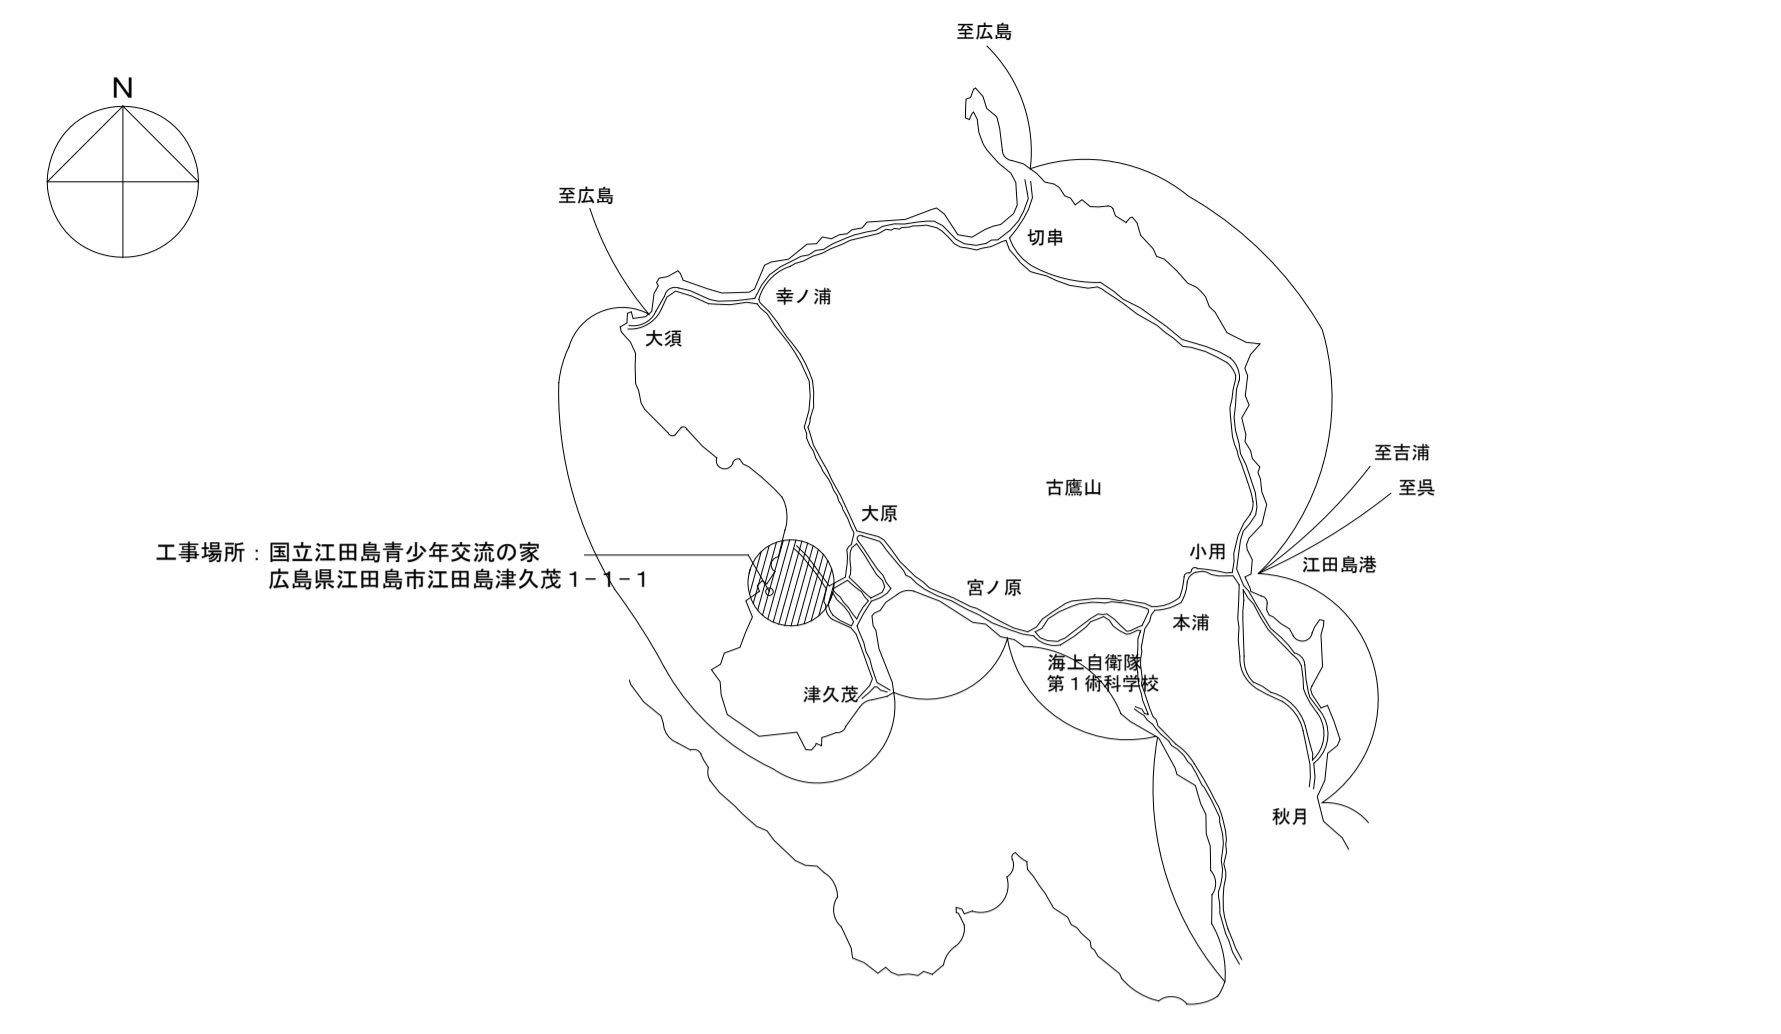 至広島
N
至広島
切串
幸ノ浦
大須
至吉浦
至呉
古鷹山
大原
工事場所：国立江田島青少年交流の家
広島県江田島市江田島津久茂１−１−１
小用
江田島港
宮ノ原
本浦
海上自衛隊
第１術科学校
津久茂
秋月